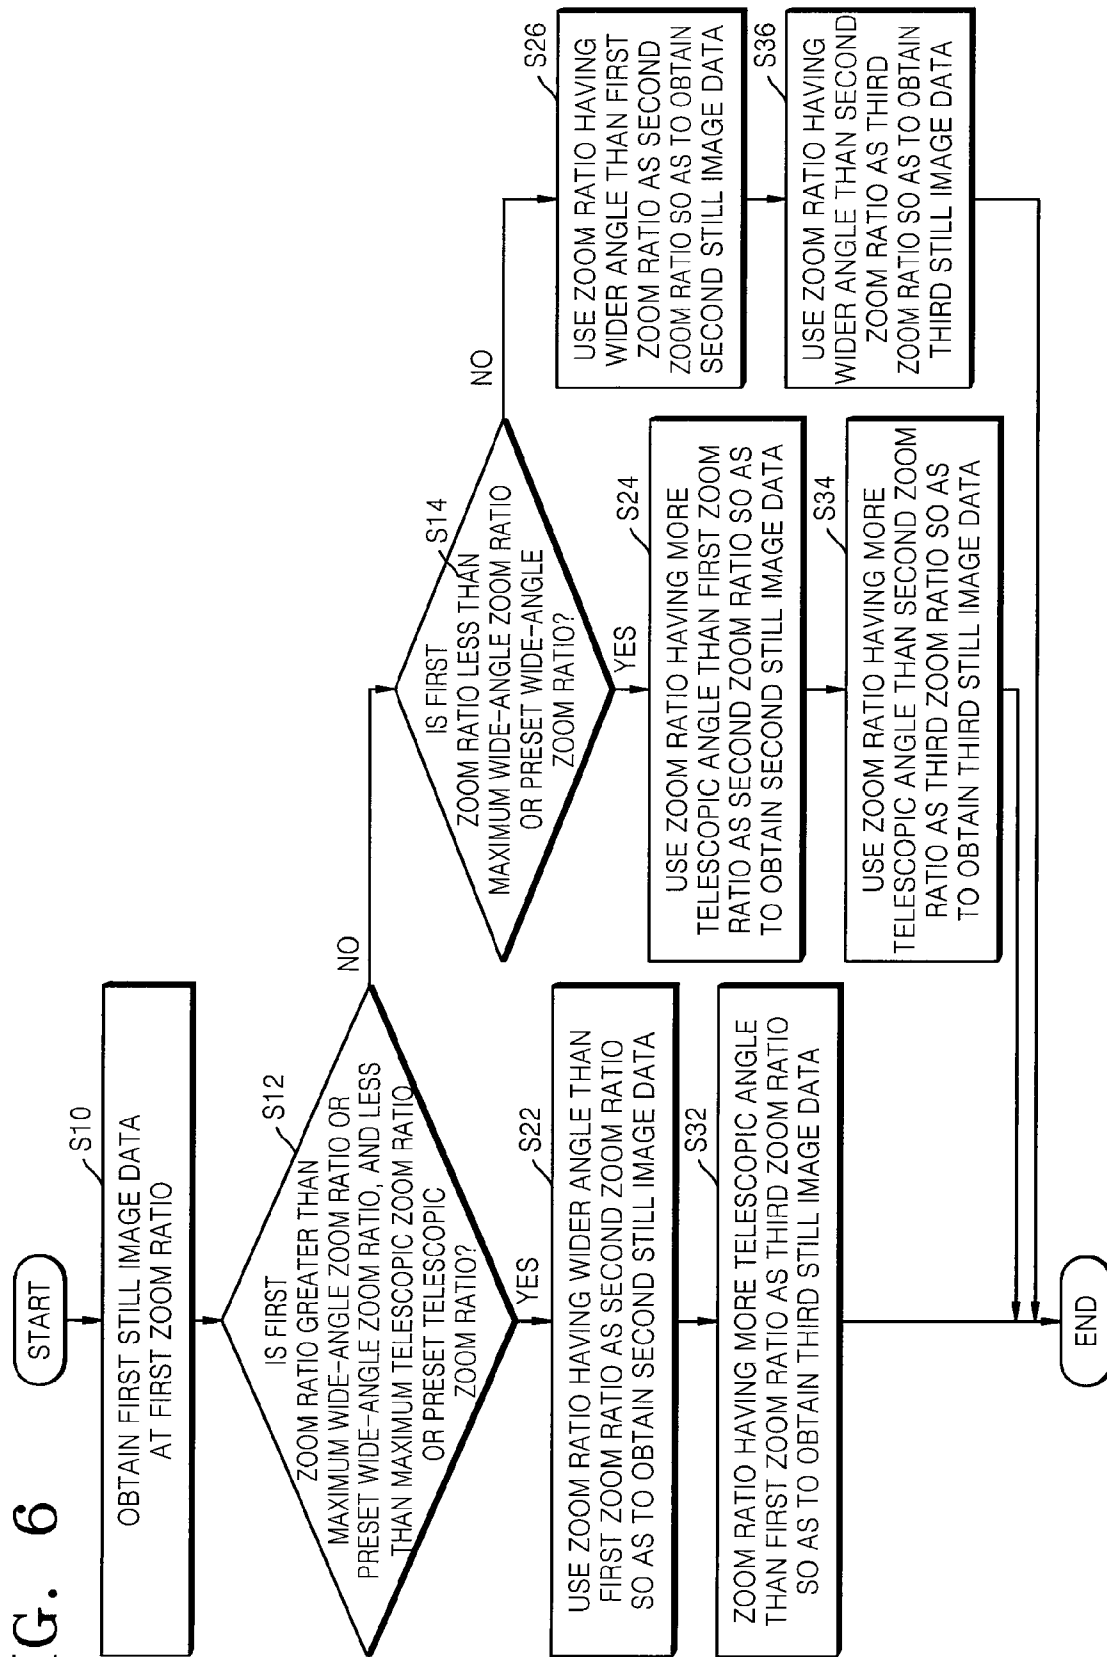 G. 6
START
S10
OBTAIN FIRST STILL IMAGE DATA
AT FIRST ZOOM RATIO
S12
IS FIRST
ZOOM RATIO GREATER THAN
MAXIMUM WIDE-ANGLE ZOOM RATIO OR
PRESET WIDE-ANGLE ZOOM RATIO, AND LESS
THAN MAXIMUM TELESCOPIC ZOOM RATIO
OR PRESET TELESCOPIC
ZOOM RATIO?
NO
YES
S22
USE ZOOM RATIO HAVING WIDER ANGLE THAN
FIRST ZOOM RATIO AS SECOND ZOOM RATIO
SO AS TO OBTAIN SECOND STILL IMAGE DATA
S32
ZOOM RATIO HAVING MORE TELESCOPIC ANGLE
THAN FIRST ZOOM RATIO AS THIRD ZOOM RATIO
SO AS TO OBTAIN THIRD STILL IMAGE DATA
S14
IS FIRST
ZOOM RATIO LESS THAN
MAXIMUM WIDE-ANGLE ZOOM RATIO
OR PRESET WIDE-ANGLE
ZOOM RATIO?
NO
YES
S24
USE ZOOM RATIO HAVING MORE
TELESCOPIC ANGLE THAN FIRST ZOOM
RATIO AS SECOND ZOOM RATIO SO AS
TO OBTAIN SECOND STILL IMAGE DATA
S34
USE ZOOM RATIO HAVING MORE
TELESCOPIC ANGLE THAN SECOND ZOOM
RATIO AS THIRD ZOOM RATIO SO AS
TO OBTAIN THIRD STILL IMAGE DATA
S26
USE ZOOM RATIO HAVING
WIDER ANGLE THAN FIRST
ZOOM RATIO AS SECOND
ZOOM RATIO SO AS TO OBTAIN
SECOND STILL IMAGE DATA
S36
USE ZOOM RATIO HAVING
WIDER ANGLE THAN SECOND
ZOOM RATIO AS THIRD
ZOOM RATIO SO AS TO OBTAIN
THIRD STILL IMAGE DATA
END